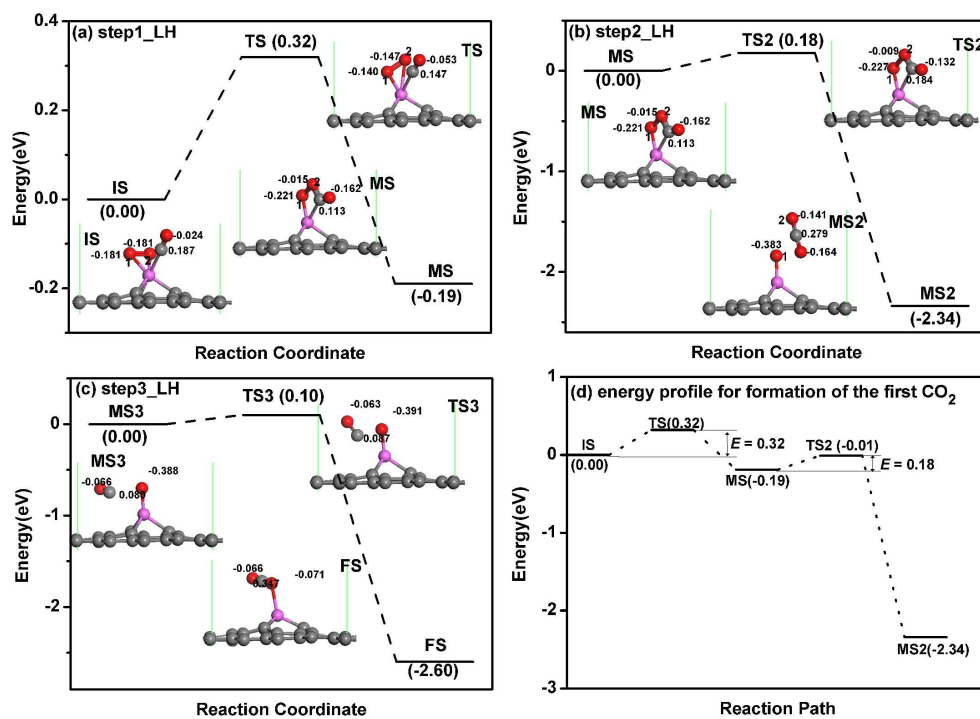 (a) step1_LH
TS (0.32)
TS
-0.147
2
-0.053
-0.140
1
0.147
0.4
0.2
0.0
-0.2
Energy(eV)
IS
(0.00)
IS
-0.181
-0.024
-0.181
1
2
0.187
-0.015
2
MS
-0.162
-0.221
1
0.113
MS
(-0.19)
Reaction Coordinate
(b) step2_LH
MS
(0.00)
TS2 (0.18)
TS2
-0.009
2
-0.132
-0.227
1
0.184
0
-1
-2
Energy(eV)
MS
-0.015
2
-0.162
-0.221
1
0.113
2
-0.141
MS2
0.279
-0.383
1
-0.164
MS2
(-2.34)
Reaction Coordinate
(c) step3_LH
MS3
(0.00)
TS3 (0.10)
TS3
-0.063
-0.391
0.087
0
-1
-2
Energy(eV)
MS3
-0.388
-0.066
0.080
FS
-0.066
-0.071
0.347
FS
(-2.60)
Reaction Coordinate
(d) energy profile for formation of the first CO2
1
0
-1
-2
-3
Energy(eV)
IS
(0.00)
TS(0.32)
E = 0.32
MS(-0.19)
TS2 (-0.01)
E = 0.18
MS2(-2.34)
Reaction Path